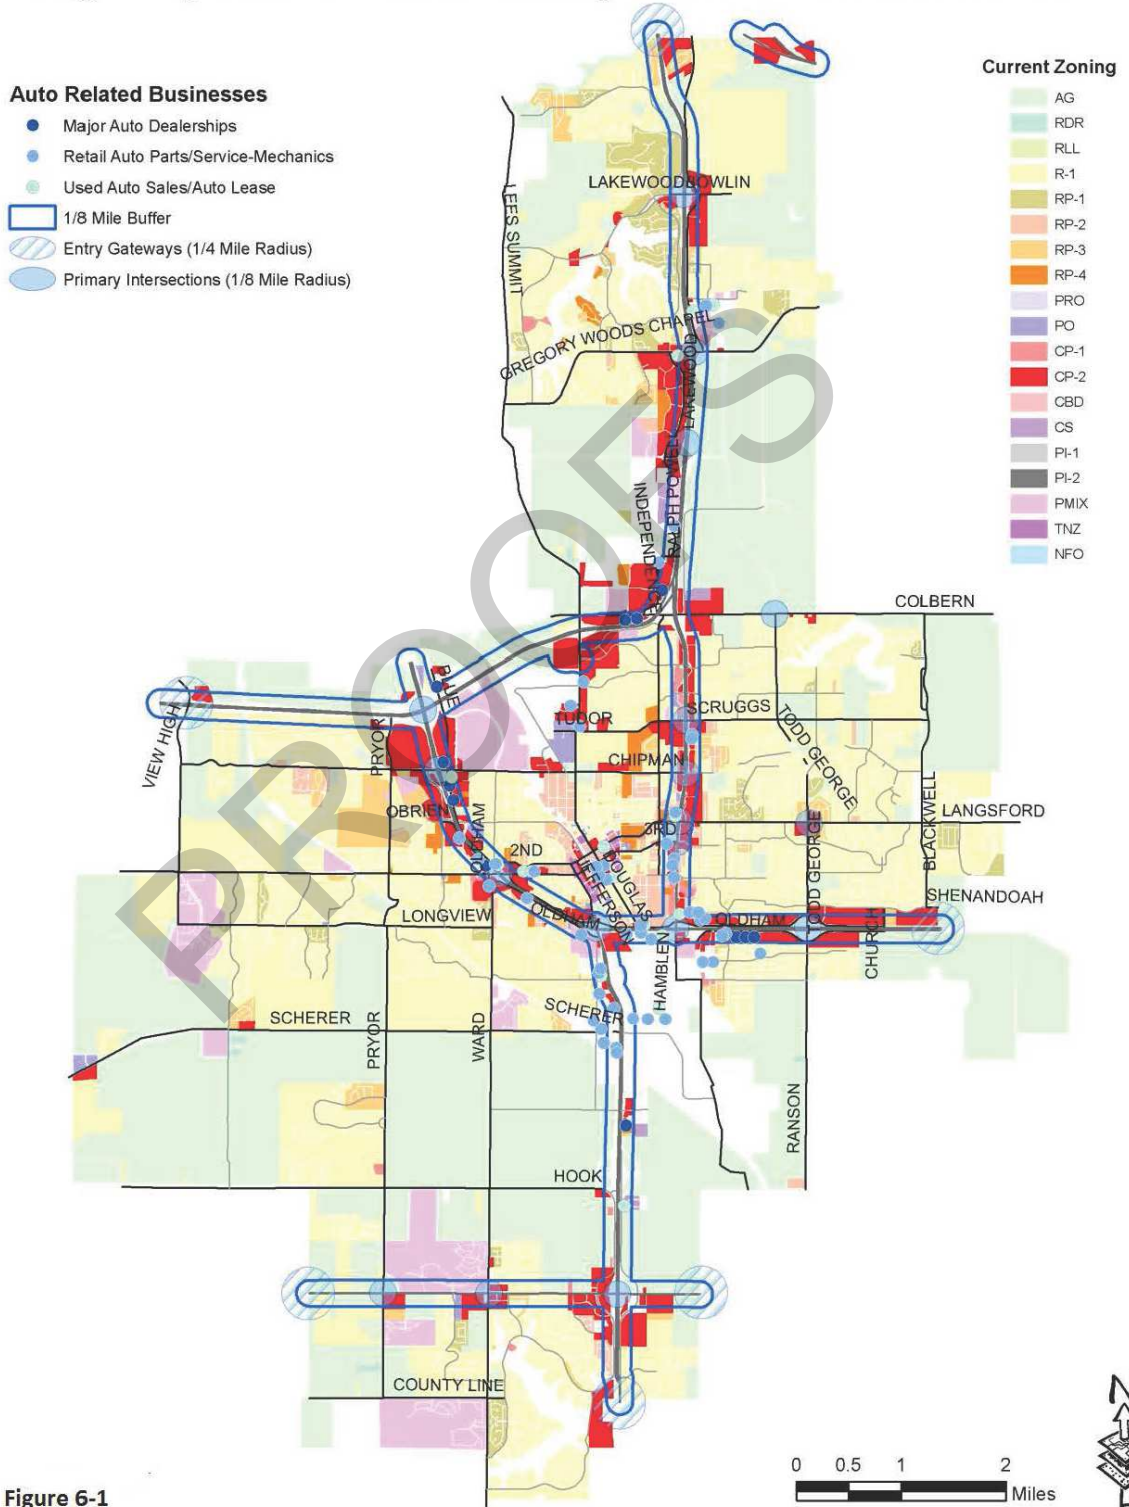 Auto Related Businesses
Major Auto Dealerships
Retail Auto Parts/Service-Mechanics
Used Auto Sales/Auto Lease
1/8 Mile Buffer
Entry Gateways (1/4 Mile Radius)
Primary Intersections (1/8 Mile Radius)
Current Zoning
AG
RDR
RLL
R-1
RP-1
RP-2
RP-3
RP-4
PRO
PO
CP-1
CP-2
CBD
CS
PI-1
PI-2
PMIX
TNZ
NFO
LAKEWOOD BOWLIN
LEES SUMMIT
GREGORY WOODS CHAPEL
LAKEWOOD
RALPH POWELL
INDEPENDENCE
COLBERN
BLUE
VIEW HIGH
PRYOR
TUDOR
SCRUGGS
TODD GEORGE
CHIPMAN
OBRIEN
OLDHAM
2ND
3RD
TODD GEORGE
BLACKWELL
LANGSFORD
DOUGLAS
JEFFERSON
LONGVIEW
OLDHAM
OLDHAM
SHENANDOAH
CHURCH
HAMBLEN
SCHERER
SCHERER
PRYOR
WARD
RANSON
HOOK
COUNTY LINE
PROOFS
N
0 0.5 1 2
Miles
Figure 6-1